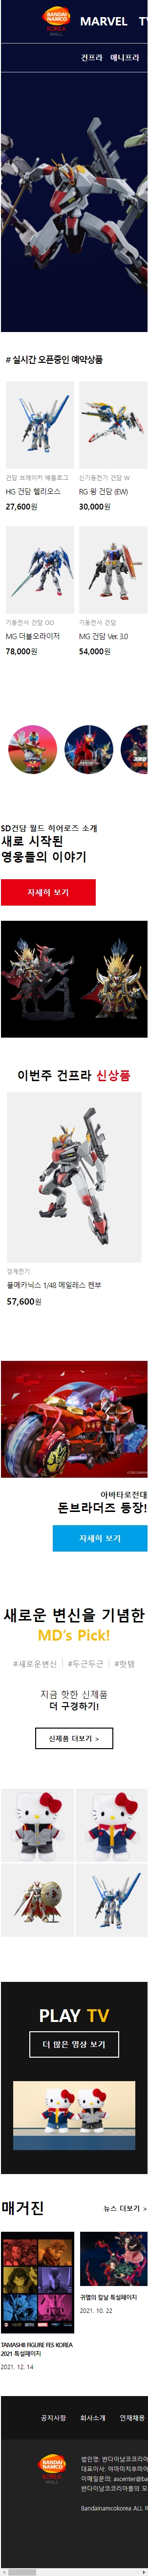 BANDAI
NAMCO
KOREA
MALL
MARVEL
건프라 애니프라
# 실시간 오픈중인 예약상품
건담 브레이커 배틀로그
HG 건담 헬리오스
27,600원
신기동전기 건담 W
RG 윙 건담 (EW)
30,000원
기동전사 건담 OO
MG 더블오라이저
78,000원
기동전사 건담
MG 건담 Ver. 3.0
54,000원
SD건담 월드 히어로즈 소개
새로 시작된
영웅들의 이야기
자세히 보기
이번주 건프라 신상품
경계전기
풀메카닉스 1/48 메일레스 켄부
57,600원
아바타로전대
돈브라더즈 등장!
자세히 보기
새로운 변신을 기념한
MD's Pick!
#새로운변신 #두근두근 #핫템
지금 핫한 신제품
더 구경하기!
신제품 더보기 >
PLAY TV
더 많은 영상 보기
매거진
뉴스 더보기 >
TAMASHII FIGURE FES KOREA
2021 특설페이지
2021. 12. 14
귀멸의 칼날 특설페이지
2021. 10. 22
공지사항 회사소개 인재채용
BANDAI
NAMCO
KOREA
MALL
법인명: 반다이남코코리아
대표이사: 야마미치후미아
이메일문의: ascenter@ba
반다이남코코리아몰의 모
Bandainamcokorea ALL R